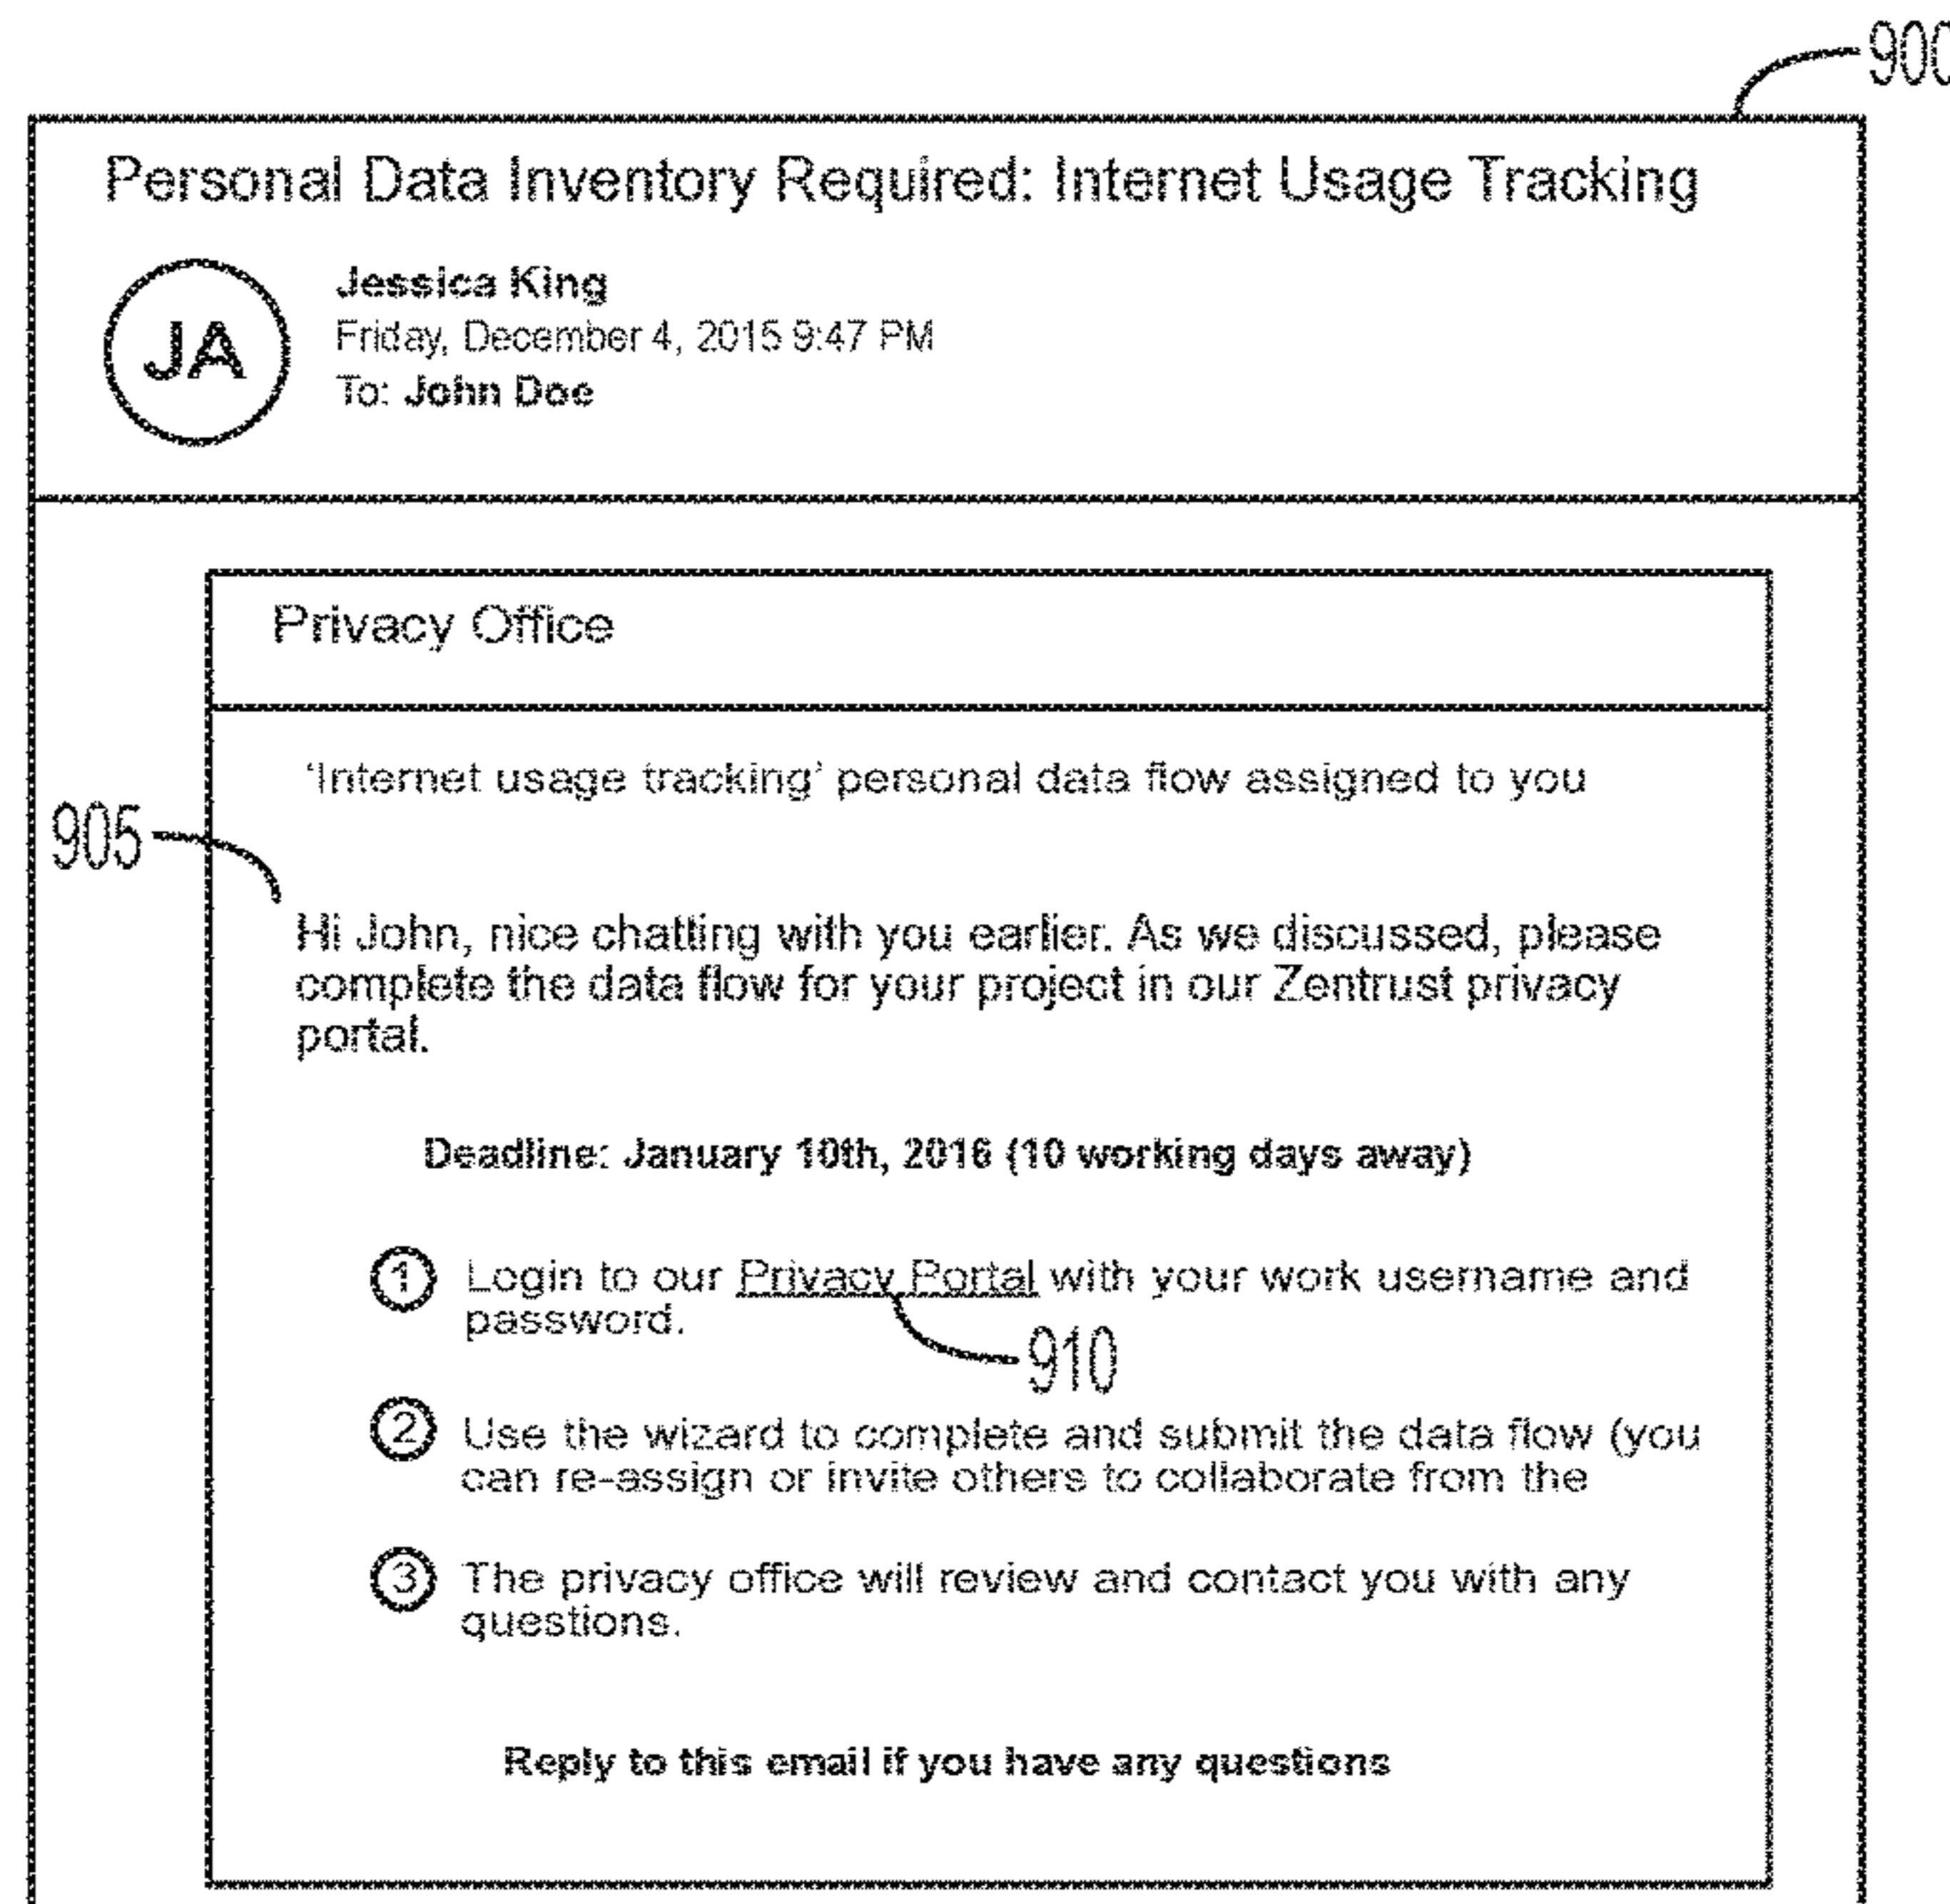 900
Personal Data Inventory Required: Internet Usage Tracking
JA
Jessica King
Friday, December 4, 2015 9:47 PM
To: John Doe
Privacy Office
'Internet usage tracking' personal data flow assigned to you
905
Hi John, nice chatting with you earlier. As we discussed, please
complete the data flow for your project in our Zentrust privacy
portal.
Deadline: January 10th, 2016 (10 working days away)
1 Login to our Privacy Portal with your work username and
password.
910
2 Use the wizard to complete and submit the data flow (you
can re-assign or invite others to collaborate from the
3 The privacy office will review and contact you with any
questions.
Reply to this email if you have any questions